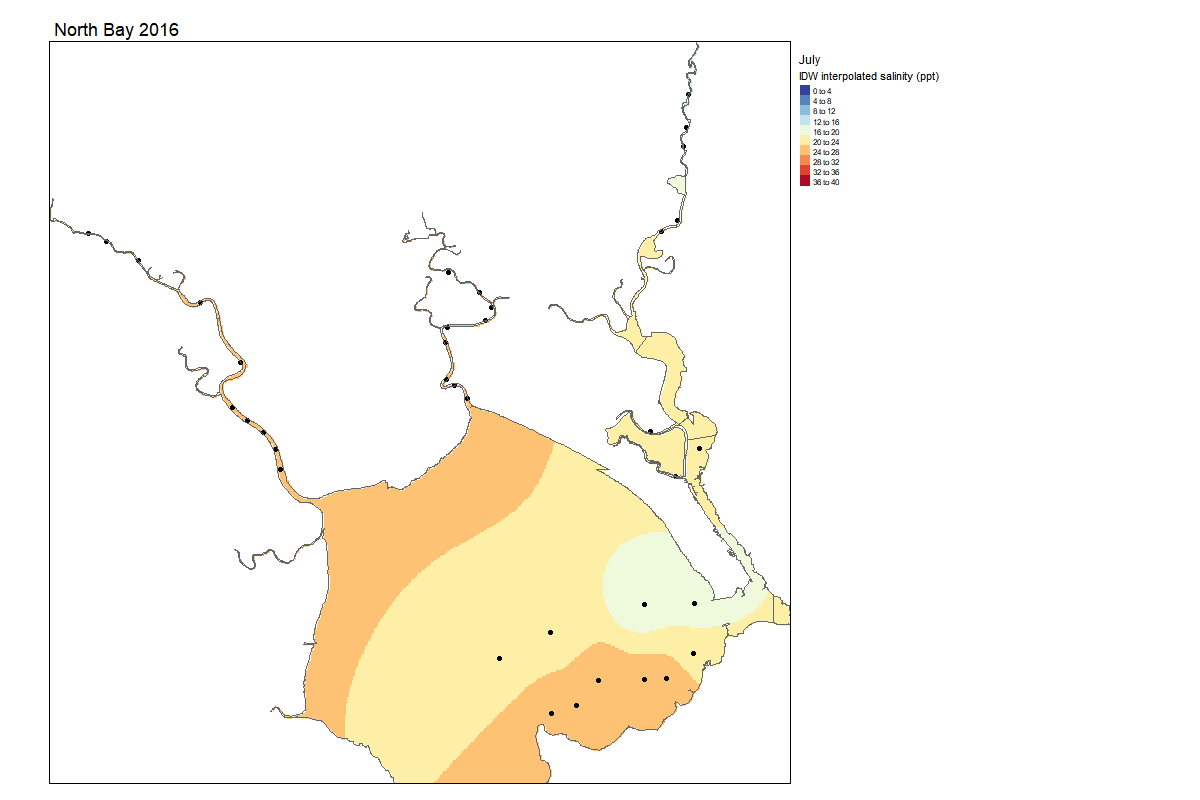 North Bay 2016
July
IDW interpolated salinity (ppt)
0 to 4
4 to 8
8 to 12
12 to 16
16 to 20
20 to 24
24 to 28
28 to 32
32 to 36
36 to 40